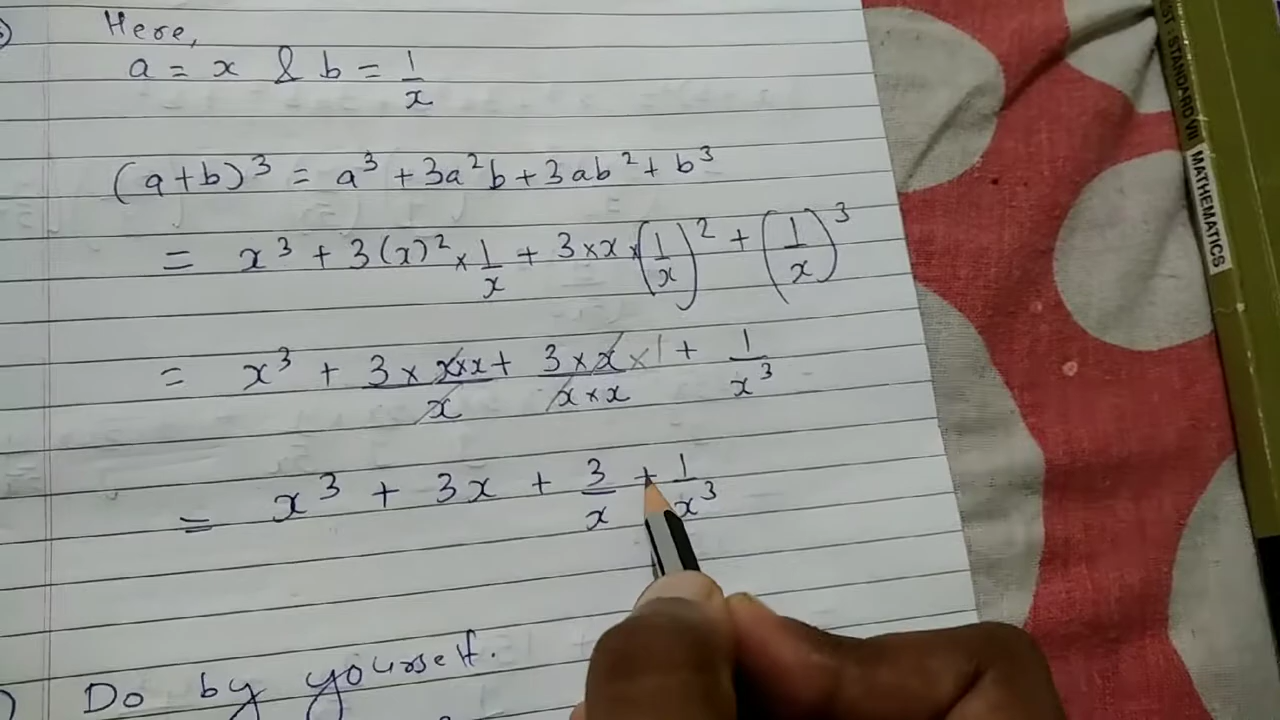 Here,
a = x & b = 1/x
(a+b)³ = a³ + 3a²b + 3ab² + b³
= x³ + 3(x)² × 1/x + 3 × x × (1/x)² + (1/x)³
= x³ + 3 × x × x / x + 3 × x × 1 / x × x + 1/x³
= x³ + 3x + 3/x + 1/x³
Do by yourself.
STANDARD VII MATHEMATICS